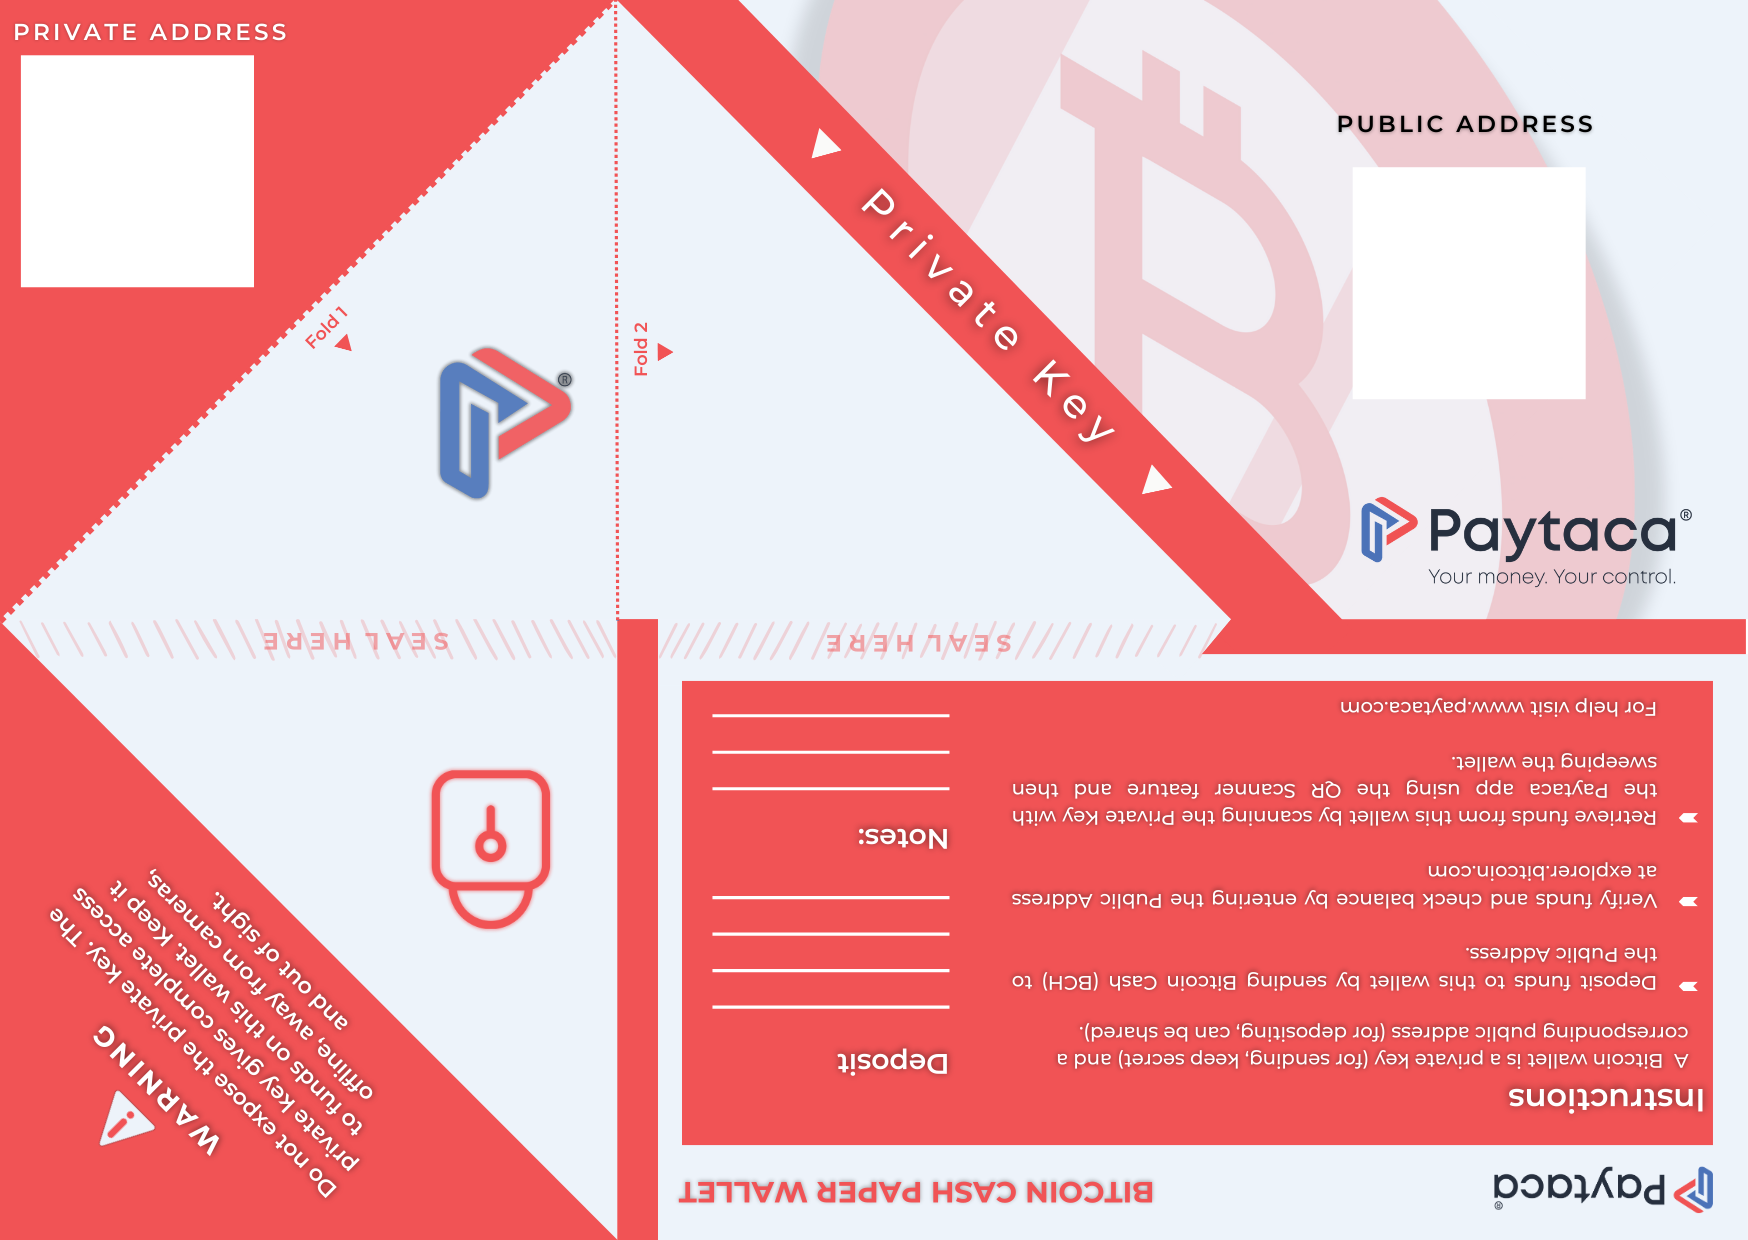 PRIVATE ADDRESS
PUBLIC ADDRESS
Private Key
Fold 1
Fold 2
®
Paytaca®
Your money. Your control.
SEAL HERE
SEAL HERE
WARNING
Do not expose the private key. The
private key gives complete access
to funds on this wallet. Keep it
offline, away from cameras,
and out of sight.
Paytaca®
BITCOIN CASH PAPER WALLET
Instructions
A Bitcoin wallet is a private key (for sending, keep secret) and a
corresponding public address (for depositing, can be shared).
Deposit funds to this wallet by sending Bitcoin Cash (BCH) to
the Public Address.
Verify funds and check balance by entering the Public Address
at explorer.bitcoin.com
Retrieve funds from this wallet by scanning the Private Key with
the Paytaca app using the QR Scanner feature and then
sweeping the wallet.
For help visit www.paytaca.com
Deposit
Notes: